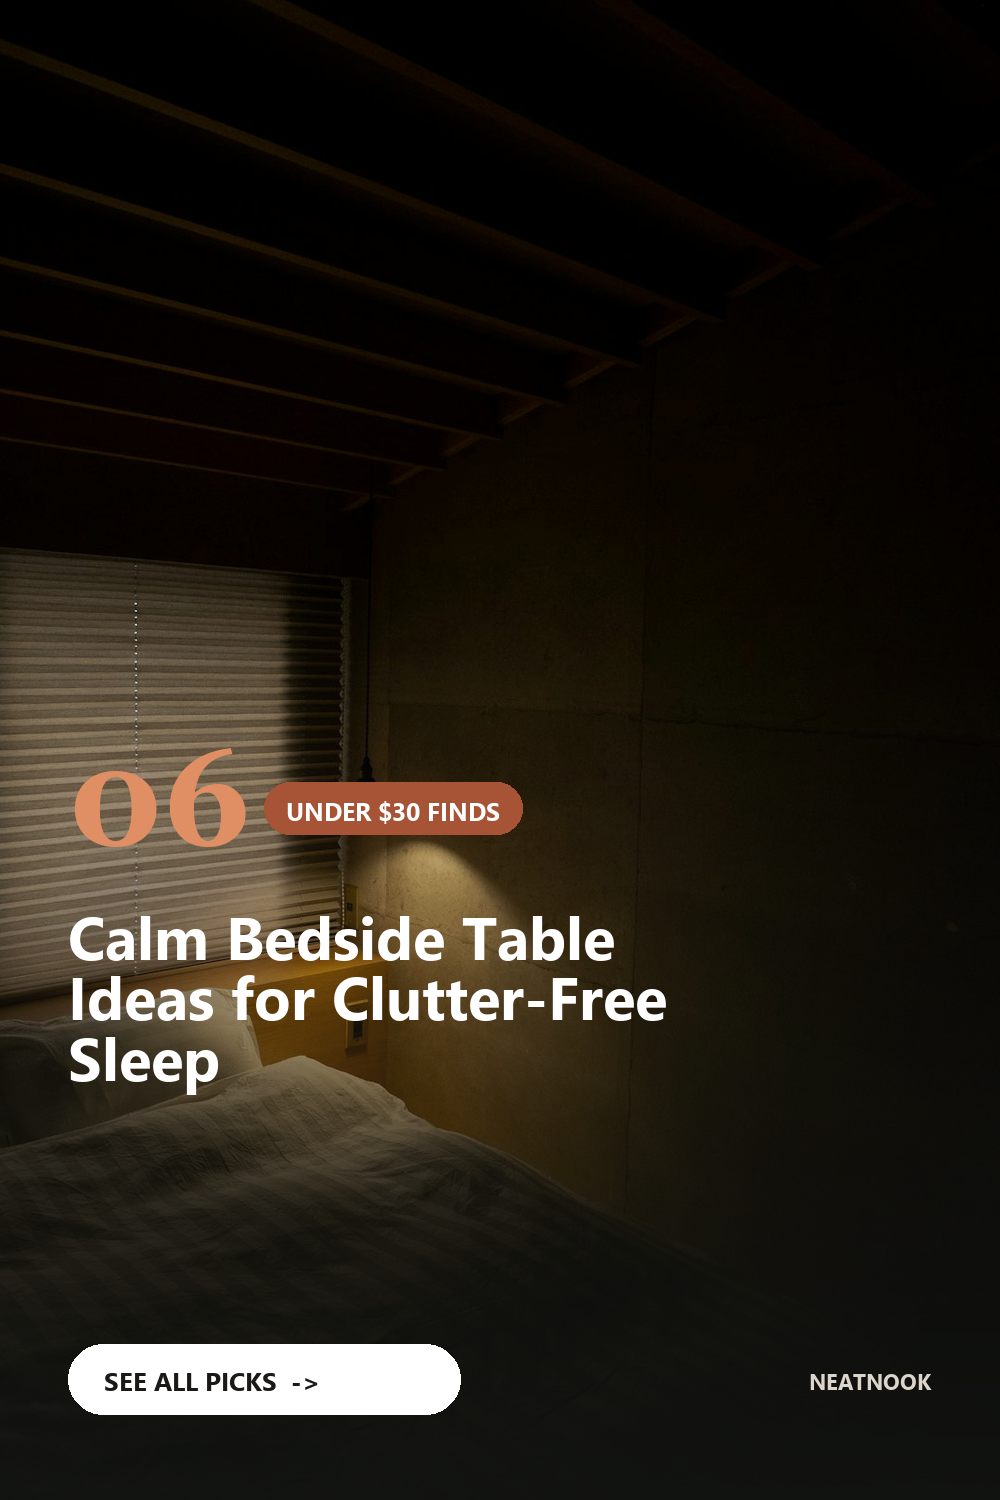 06
UNDER $30 FINDS
Calm Bedside Table
Ideas for Clutter-Free
Sleep
SEE ALL PICKS ->
NEATNOOK